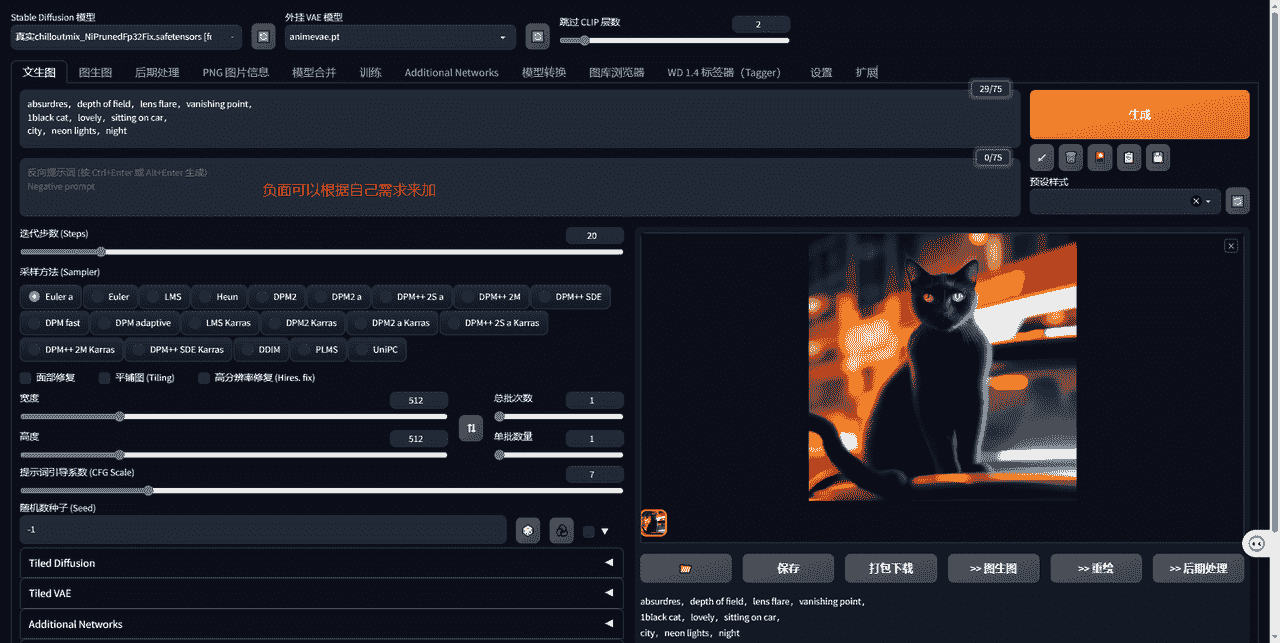 Stable Diffusion 模型
外挂 VAE 模型
跳过 CLIP 层数
2
真实chilloutmix_NiPrunedFp32Fix.safetensors [f
animevae.pt
文生图 图生图 后期处理 PNG 图片信息 模型合并 训练 Additional Networks 模型转换 图库浏览器 WD 1.4 标签器（Tagger） 设置 扩展
29/75
absurdres，depth of field，lens flare，vanishing point，
1black cat，lovely，sitting on car，
city，neon lights，night
生成
0/75
反向提示词 (按 Ctrl+Enter 或 Alt+Enter 生成)
Negative prompt
负面可以根据自己需求来加
预设样式
迭代步数 (Steps)
20
采样方法 (Sampler)
Euler a Euler LMS Heun DPM2 DPM2 a DPM++ 2S a DPM++ 2M DPM++ SDE
DPM fast DPM adaptive LMS Karras DPM2 Karras DPM2 a Karras DPM++ 2S a Karras
DPM++ 2M Karras DPM++ SDE Karras DDIM PLMS UniPC
面部修复 平铺图 (Tiling) 高分辨率修复 (Hires. fix)
宽度
512
总批次数
1
高度
512
单批数量
1
提示词引导系数 (CFG Scale)
7
随机数种子 (Seed)
-1
Tiled Diffusion
Tiled VAE
Additional Networks
保存 打包下载 >> 图生图 >> 重绘 >> 后期处理
absurdres，depth of field，lens flare，vanishing point，
1black cat，lovely，sitting on car，
city，neon lights，night